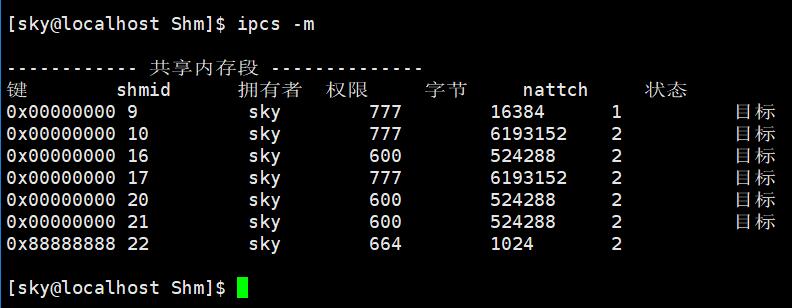 [sky@localhost Shm]$ ipcs -m
------------ 共享内存段 --------------
键 shmid 拥有者 权限 字节 nattch 状态
0x00000000 9 sky 777 16384 1 目标
0x00000000 10 sky 777 6193152 2 目标
0x00000000 16 sky 600 524288 2 目标
0x00000000 17 sky 777 6193152 2 目标
0x00000000 20 sky 600 524288 2 目标
0x00000000 21 sky 600 524288 2 目标
0x88888888 22 sky 664 1024 2
[sky@localhost Shm]$